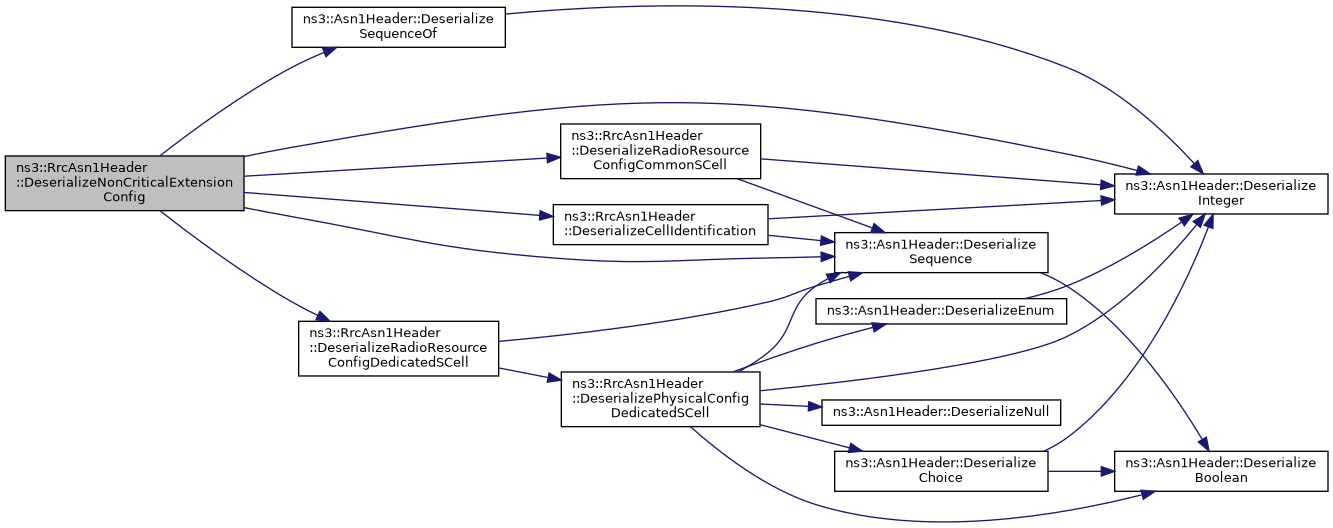 ns3::Asn1Header::Deserialize
SequenceOf
ns3::RrcAsn1Header
::DeserializeNonCriticalExtension
Config
ns3::RrcAsn1Header
::DeserializeRadioResource
ConfigCommonSCell
ns3::RrcAsn1Header
::DeserializeCellIdentification
ns3::RrcAsn1Header
::DeserializeRadioResource
ConfigDedicatedSCell
ns3::RrcAsn1Header
::DeserializePhysicalConfig
DedicatedSCell
ns3::Asn1Header::Deserialize
Sequence
ns3::Asn1Header::DeserializeEnum
ns3::Asn1Header::DeserializeNull
ns3::Asn1Header::Deserialize
Choice
ns3::Asn1Header::Deserialize
Integer
ns3::Asn1Header::Deserialize
Boolean